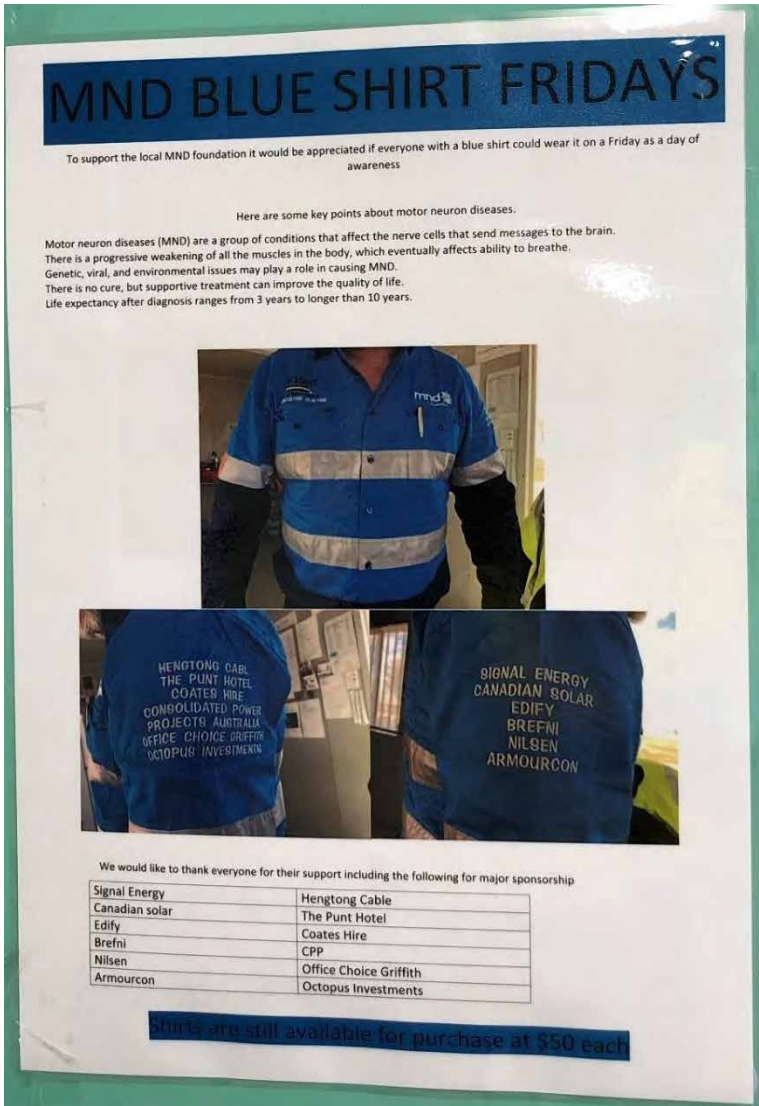 MND BLUE SHIRT FRIDAYS
To support the local MND foundation it would be appreciated if everyone with a blue shirt could wear it on a Friday as a day of
awareness
Here are some key points about motor neuron diseases.
Motor neuron diseases (MND) are a group of conditions that affect the nerve cells that send messages to the brain.
There is a progressive weakening of all the muscles in the body, which eventually affects ability to breathe.
Genetic, viral, and environmental issues may play a role in causing MND.
There is no cure, but supportive treatment can improve the quality of life.
Life expectancy after diagnosis ranges from 3 years to longer than 10 years.
mnd
HENGTONG CABL
THE PUNT HOTEL
COATES HIRE
CONSOLIDATED POWER
PROJECTS AUSTRALIA
OFFICE CHOICE GRIFFITH
OCTOPUS INVESTMENTS
SIGNAL ENERGY
CANADIAN SOLAR
EDIFY
BREFNI
NILSEN
ARMOURCON
We would like to thank everyone for their support including the following for major sponsorship
Signal Energy Hengtong Cable
Canadian solar The Punt Hotel
Edify Coates Hire
Brefni CPP
Nilsen Office Choice Griffith
Armourcon Octopus Investments
Shirts are still available for purchase at $50 each